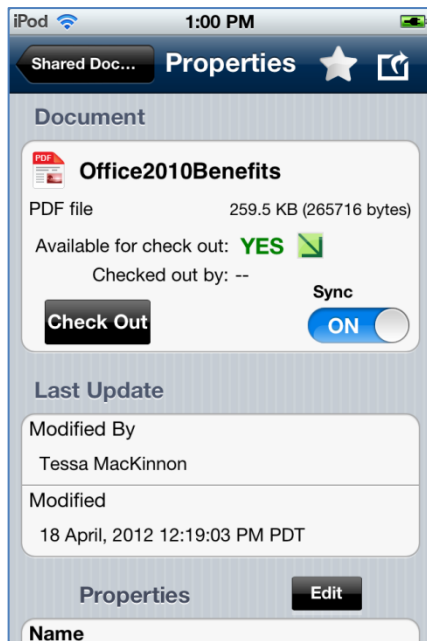 iPod 1:00 PM
Shared Doc... Properties
Document
PDF
Office2010Benefits
PDF file 259.5 KB (265716 bytes)
Available for check out: YES
Checked out by: --
Sync
Check Out ON
Last Update
Modified By
Tessa MacKinnon
Modified
18 April, 2012 12:19:03 PM PDT
Properties Edit
Name